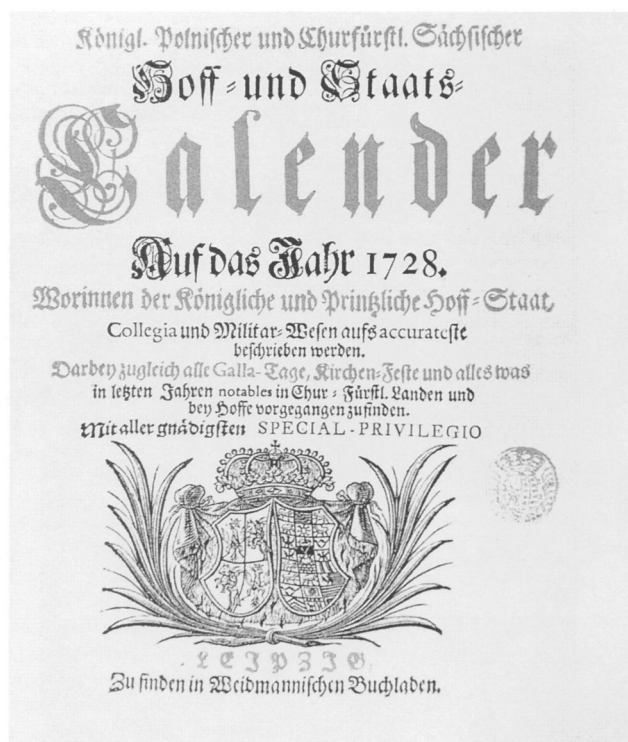 Königl. Polnischer und Churfürstl. Sächsischer
Hoff-und Staats-
Calender
Auf das Jahr 1728.
Worinnen der Königliche und Printzliche Hoff-Staat,
Collegia und Militar-Wesen aufs accurateste
beschrieben werden.
Darbey zugleich alle Galla-Tage, Kirchen-Feste und alles was
in letzten Jahren notables in Chur-Fürstl. Landen und
bey Hoffe vorgegangen zu finden.
Mit aller gnädigsten SPECIAL-PRIVILEGIO
LEIPZIG,
Zu finden in Weidmannischen Buchladen.